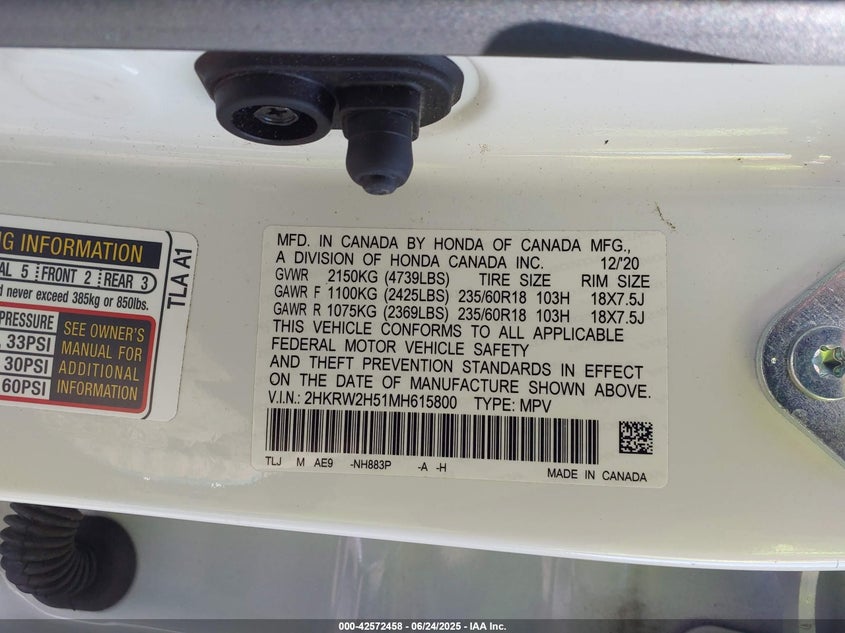 NG INFORMATION
AL 5 FRONT 2 REAR 3
d never exceed 385kg or 850lbs.
PRESSURE
, 33PSI
30PSI
60PSI
SEE OWNER'S
MANUAL FOR
ADDITIONAL
INFORMATION
TLA A1
MFD. IN CANADA BY HONDA OF CANADA MFG.,
A DIVISION OF HONDA CANADA INC. 12/'20
GVWR 2150KG (4739LBS) TIRE SIZE RIM SIZE
GAWR F 1100KG (2425LBS) 235/60R18 103H 18X7.5J
GAWR R 1075KG (2369LBS) 235/60R18 103H 18X7.5J
THIS VEHICLE CONFORMS TO ALL APPLICABLE
FEDERAL MOTOR VEHICLE SAFETY
AND THEFT PREVENTION STANDARDS IN EFFECT
ON THE DATE OF MANUFACTURE SHOWN ABOVE.
V.I.N.: 2HKRW2H51MH615800 TYPE: MPV
TLJ M AE9 -NH883P -A -H MADE IN CANADA
000-42572458 - 06/24/2025 - IAA Inc.